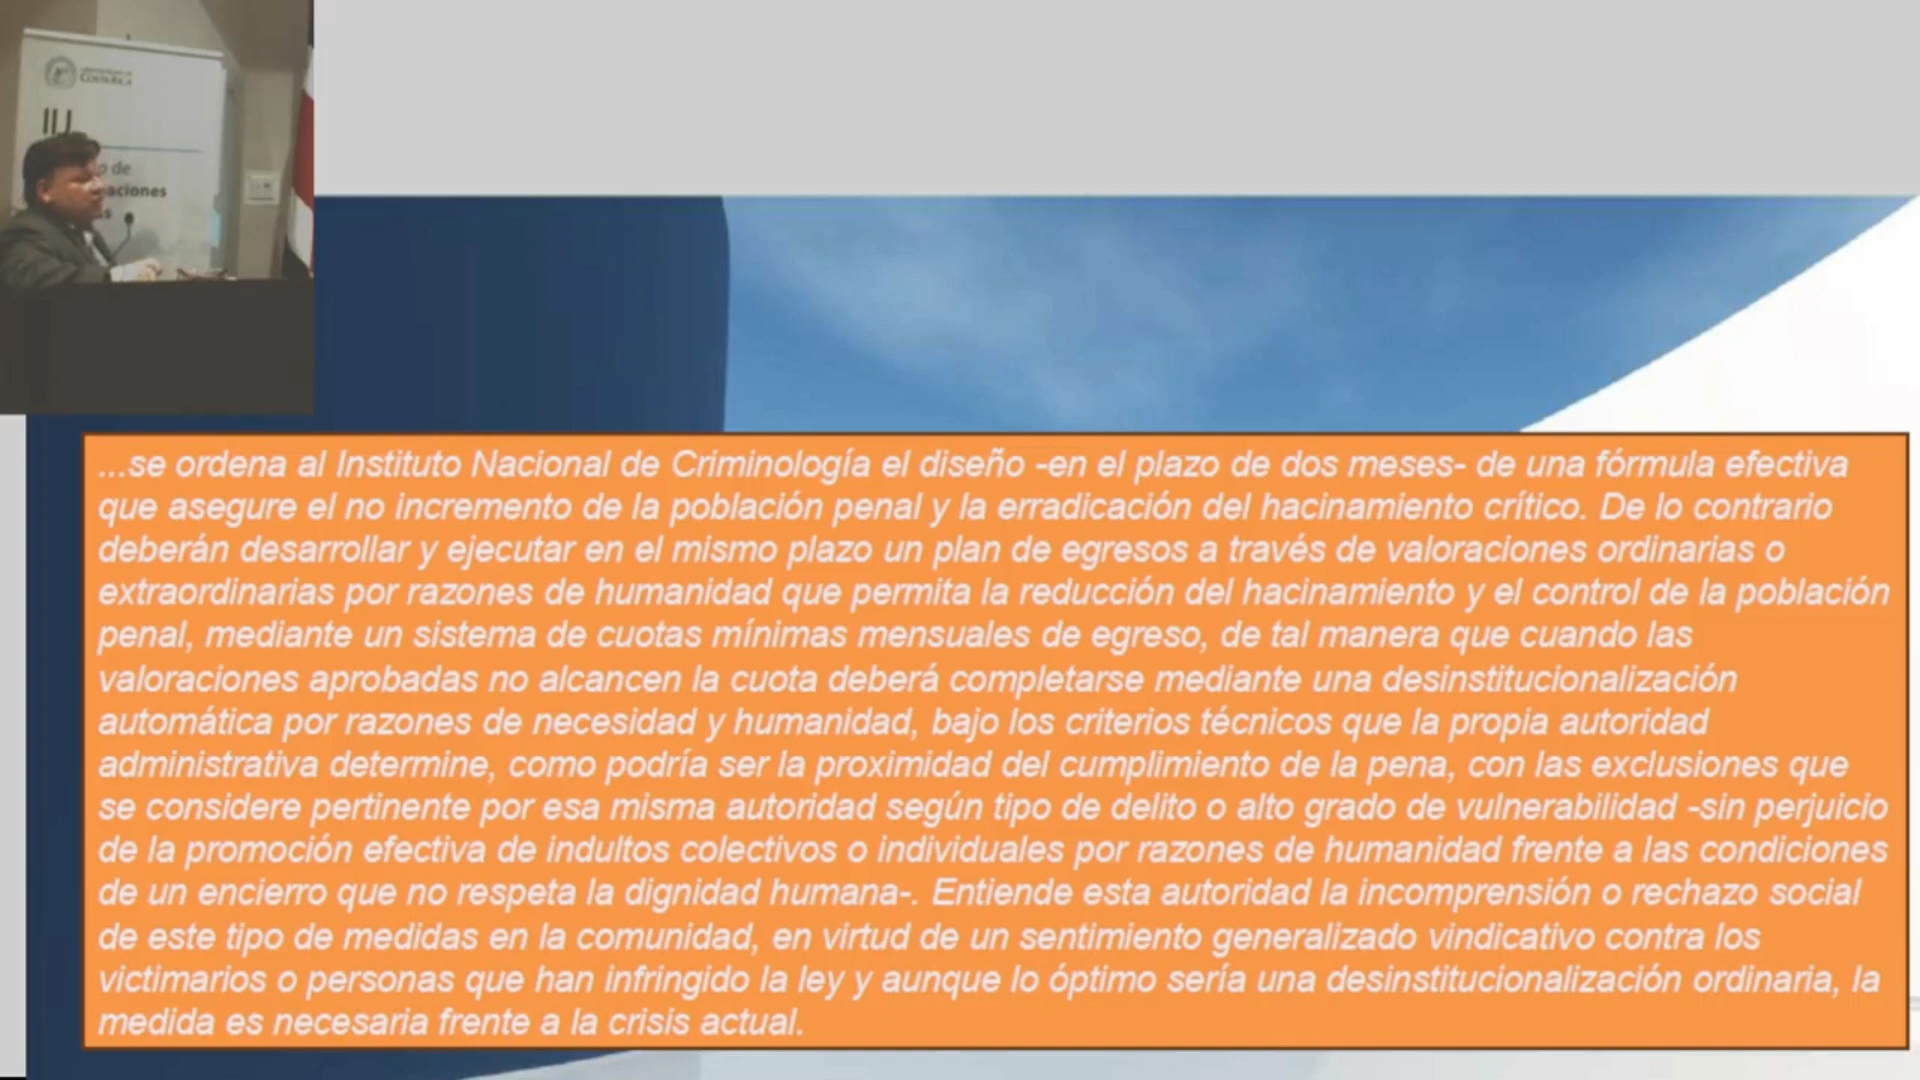 COSTA RICA
IIJ
de
aciones
...se ordena al Instituto Nacional de Criminología el diseño -en el plazo de dos meses- de una fórmula efectiva
que asegure el no incremento de la población penal y la erradicación del hacinamiento crítico. De lo contrario
deberán desarrollar y ejecutar en el mismo plazo un plan de egresos a través de valoraciones ordinarias o
extraordinarias por razones de humanidad que permita la reducción del hacinamiento y el control de la población
penal, mediante un sistema de cuotas mínimas mensuales de egreso, de tal manera que cuando las
valoraciones aprobadas no alcancen la cuota deberá completarse mediante una desinstitucionalización
automática por razones de necesidad y humanidad, bajo los criterios técnicos que la propia autoridad
administrativa determine, como podría ser la proximidad del cumplimiento de la pena, con las exclusiones que
se considere pertinente por esa misma autoridad según tipo de delito o alto grado de vulnerabilidad -sin perjuicio
de la promoción efectiva de indultos colectivos o individuales por razones de humanidad frente a las condiciones
de un encierro que no respeta la dignidad humana-. Entiende esta autoridad la incomprensión o rechazo social
de este tipo de medidas en la comunidad, en virtud de un sentimiento generalizado vindicativo contra los
victimarios o personas que han infringido la ley y aunque lo óptimo sería una desinstitucionalización ordinaria, la
medida es necesaria frente a la crisis actual.